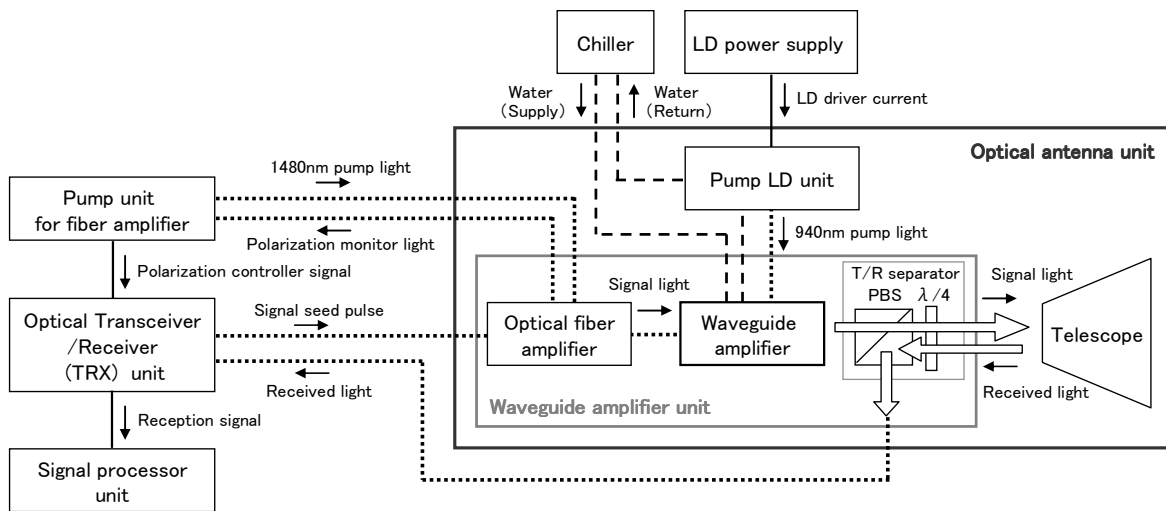 Chiller
LD power supply
Water
(Supply)
Water
(Return)
LD driver current
Optical antenna unit
1480nm pump light
Pump LD unit
Pump unit
for fiber amplifier
Polarization monitor light
940nm pump light
Polarization controller signal
T/R separator
PBS λ/4
Signal light
Signal light
Signal seed pulse
Optical Transceiver
/Receiver
(TRX) unit
Optical fiber
amplifier
Waveguide
amplifier
Telescope
Received light
Received light
Waveguide amplifier unit
Reception signal
Signal processor
unit